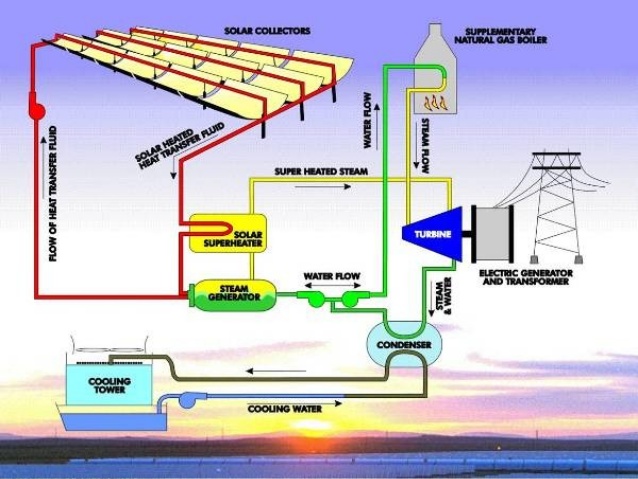 SOLAR COLLECTORS
SUPPLEMENTARY
NATURAL GAS BOILER
SOLAR HEATED
HEAT TRANSFER FLUID
WATER FLOW
STEAM FLOW
FLOW OF HEAT TRANSFER FLUID
SUPER HEATED STEAM
SOLAR
SUPERHEATER
TURBINE
ELECTRIC GENERATOR
AND TRANSFORMER
STEAM
GENERATOR
WATER FLOW
STEAM
& WATER
CONDENSER
COOLING
TOWER
COOLING WATER